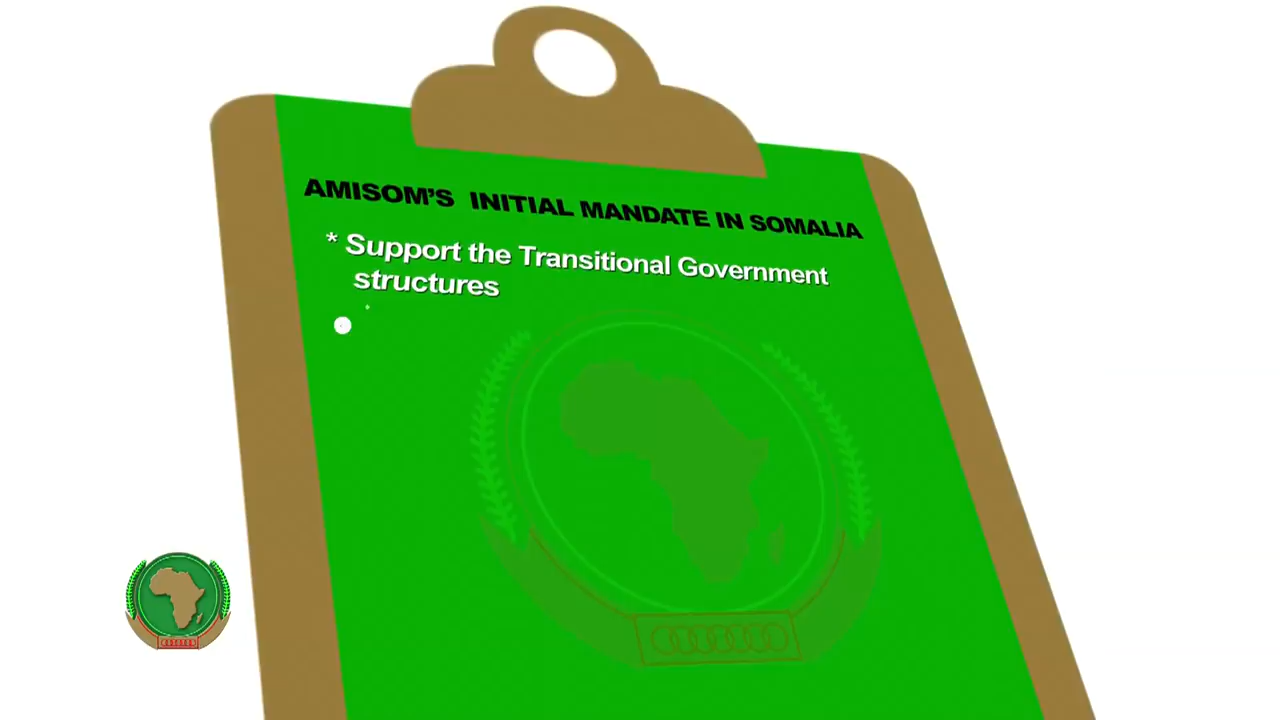 AMISOM'S INITIAL MANDATE IN SOMALIA
* Support the Transitional Government
structures